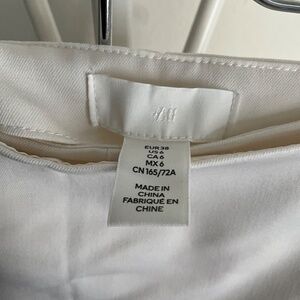 H&M
EUR 38
US 6
CA 6
MX 6
CN 165/72A
MADE IN
CHINA
FABRIQUÉ EN
CHINE